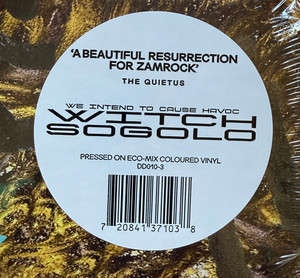 ‘A BEAUTIFUL RESURRECTION
FOR ZAMROCK.’
THE QUIETUS
WE INTEND TO CAUSE HAVOC
WITCH
SOGOLO
PRESSED ON ECO-MIX COLOURED VINYL
DD010-3
7 20841 37103 8